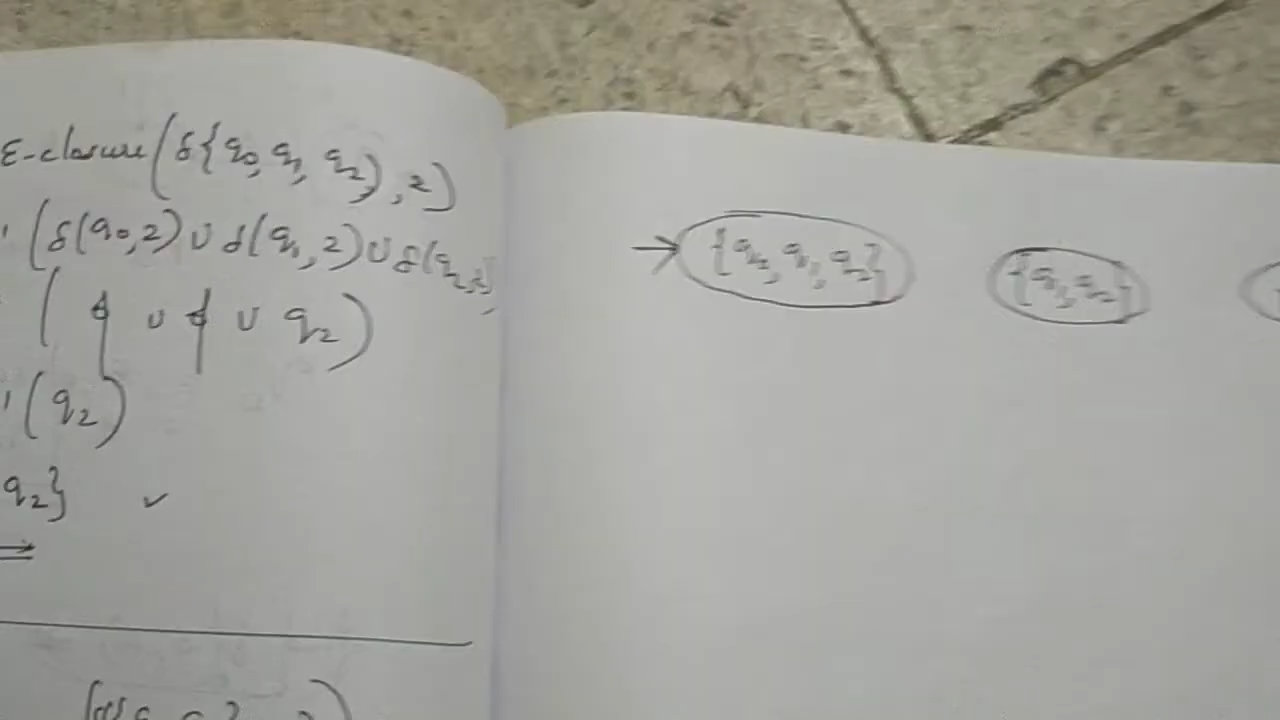 ε-closure(δ{q0, q1, q2), 2)
' (δ(q0,2) ∪ δ(q1,2) ∪ δ(q2,2)
( ϕ ∪ ϕ ∪ q2)
'(q2)
q2} ✓
⇒
→ {q0, q1, q2} {q1, q2}